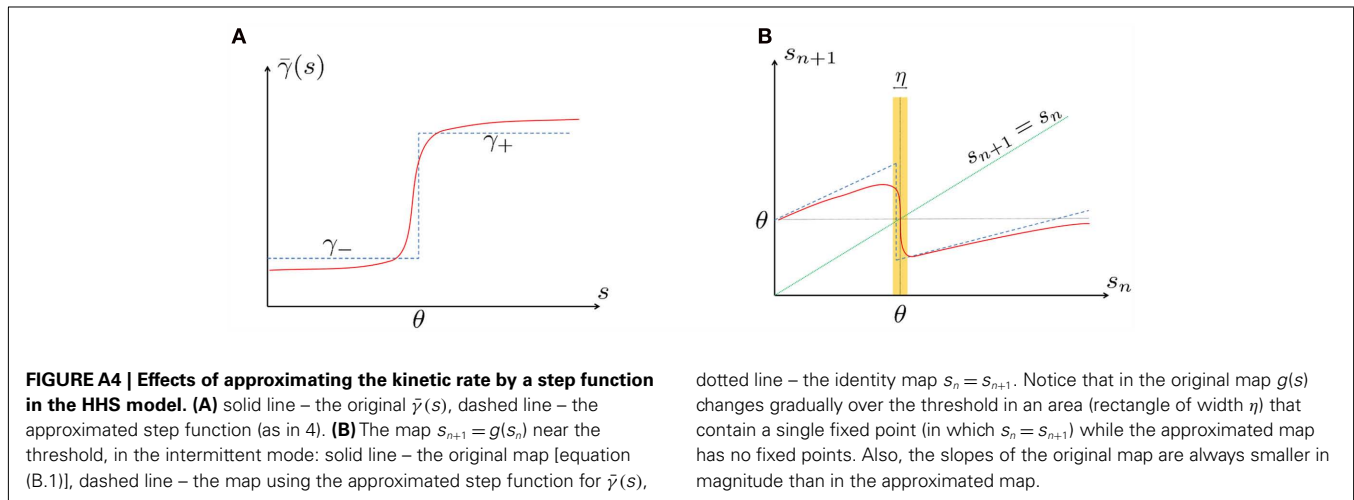 A
γ̄(s)
γ+
γ−
s
θ
B
sn+1
η
sn+1 = sn
θ
sn
θ
FIGURE A4 | Effects of approximating the kinetic rate by a step function
in the HHS model. (A) solid line – the original γ̄(s), dashed line – the
approximated step function (as in 4). (B) The map sn+1 = g(sn) near the
threshold, in the intermittent mode: solid line – the original map [equation
(B.1)], dashed line – the map using the approximated step function for γ̄(s),
dotted line – the identity map sn = sn+1. Notice that in the original map g(s)
changes gradually over the threshold in an area (rectangle of width η) that
contain a single fixed point (in which sn = sn+1) while the approximated map
has no fixed points. Also, the slopes of the original map are always smaller in
magnitude than in the approximated map.